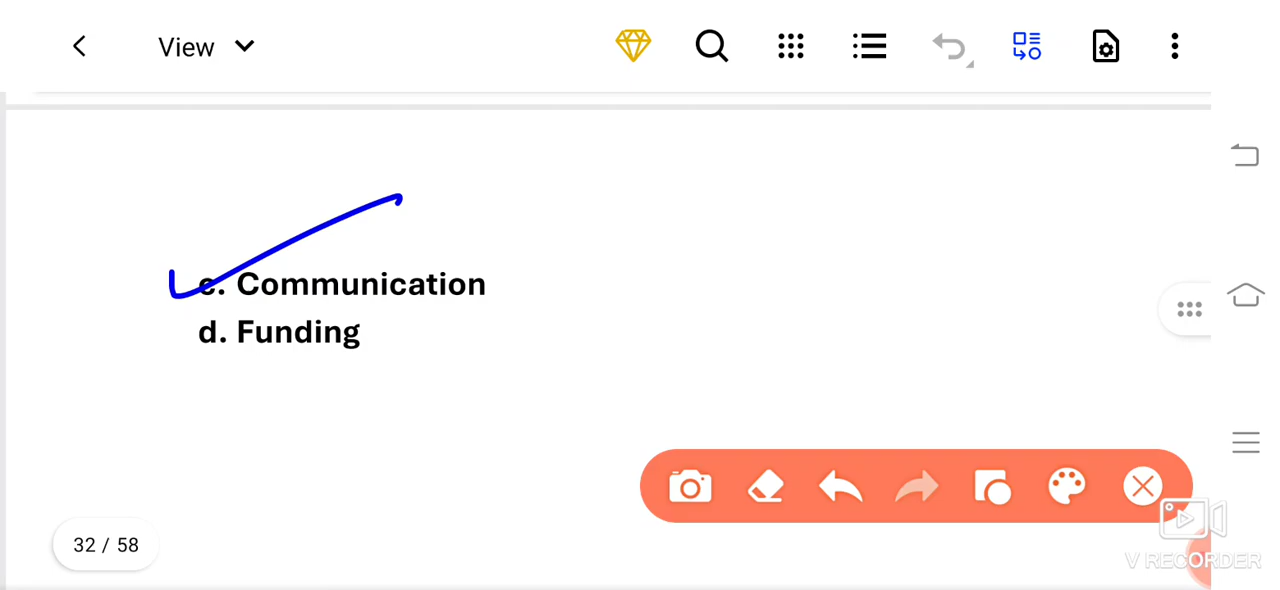 View
c. Communication
d. Funding
32 / 58
V RECORDER